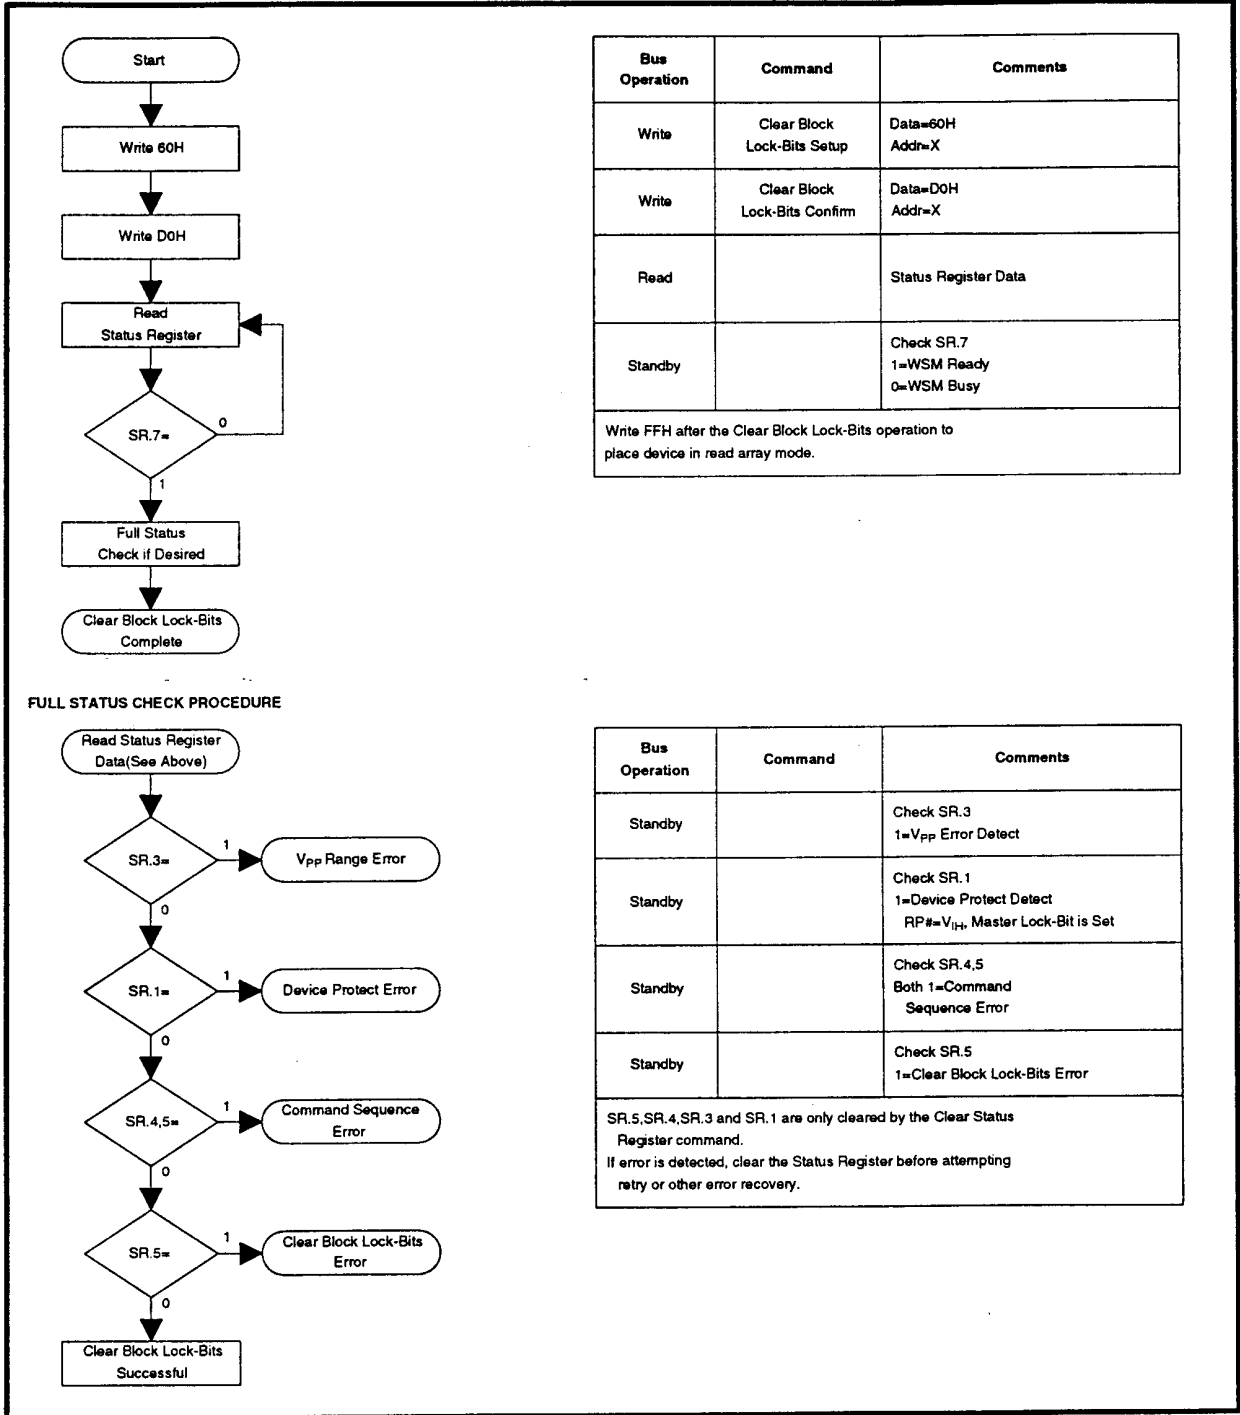 Start
Write 60H
Write D0H
Read
Status Register
SR.7=
0
1
Full Status
Check if Desired
Clear Block Lock-Bits
Complete
Bus
Operation
Command
Comments
Write
Clear Block
Lock-Bits Setup
Data=60H
Addr=X
Write
Clear Block
Lock-Bits Confirm
Data=D0H
Addr=X
Read
Status Register Data
Standby
Check SR.7
1=WSM Ready
0=WSM Busy
Write FFH after the Clear Block Lock-Bits operation to
place device in read array mode.
FULL STATUS CHECK PROCEDURE
Read Status Register
Data(See Above)
SR.3=
1
VPP Range Error
0
SR.1=
1
Device Protect Error
0
SR.4,5=
1
Command Sequence
Error
0
SR.5=
1
Clear Block Lock-Bits
Error
0
Clear Block Lock-Bits
Successful
Bus
Operation
Command
Comments
Standby
Check SR.3
1=VPP Error Detect
Standby
Check SR.1
1=Device Protect Detect
RP#=VIH, Master Lock-Bit is Set
Standby
Check SR.4,5
Both 1=Command
Sequence Error
Standby
Check SR.5
1=Clear Block Lock-Bits Error
SR.5,SR.4,SR.3 and SR.1 are only cleared by the Clear Status
Register command.
If error is detected, clear the Status Register before attempting
retry or other error recovery.